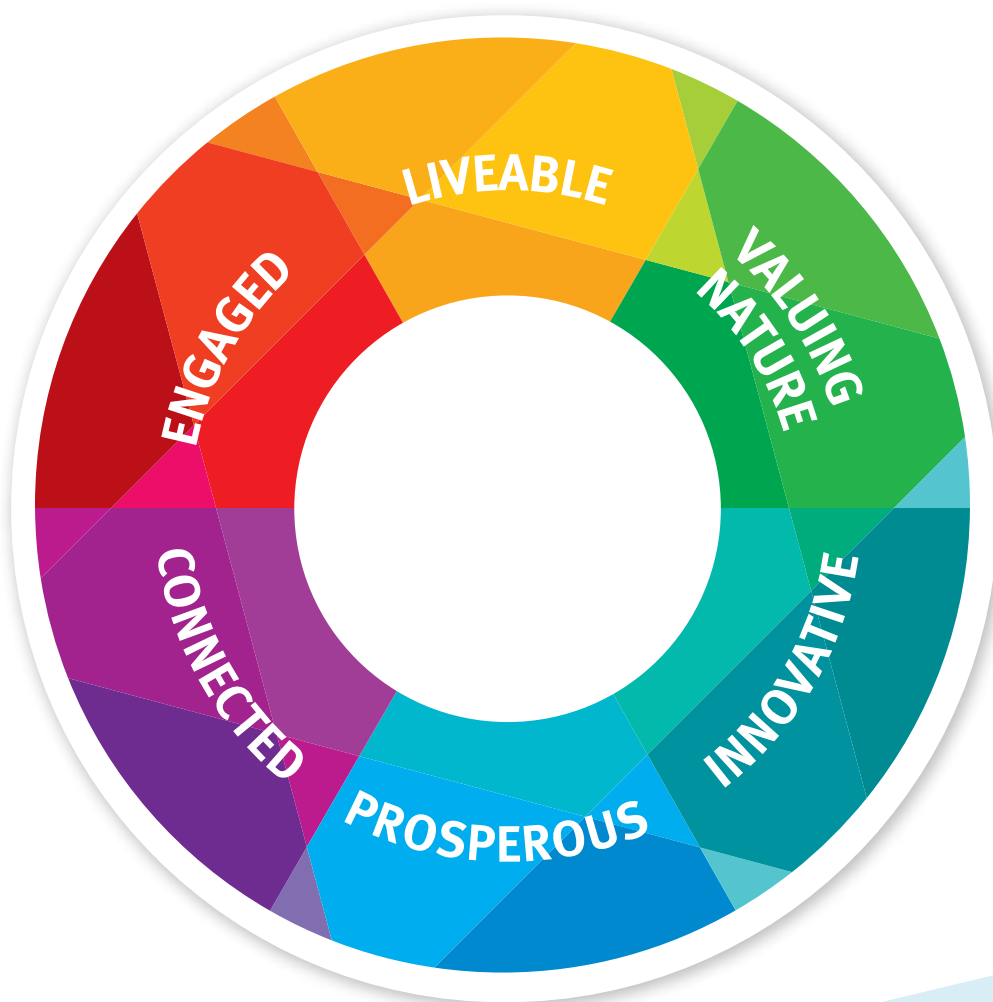 LIVEABLE
VALUING
NATURE
INNOVATIVE
PROSPEROUS
CONNECTED
ENGAGED